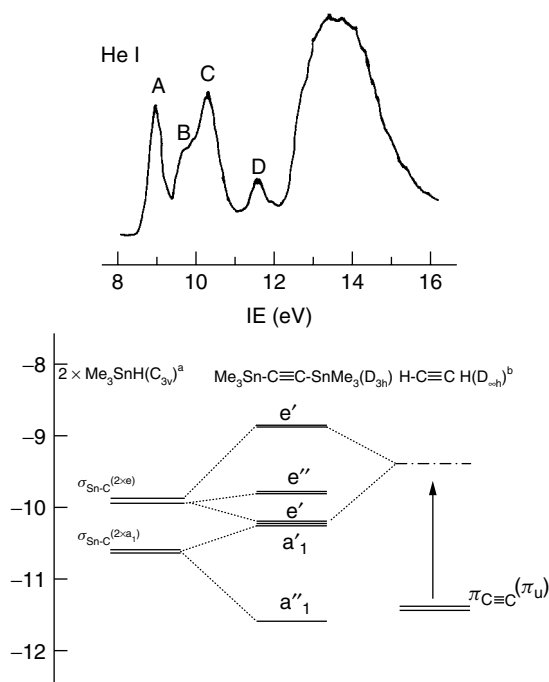 He I
A
B
C
D
8 10 12 14 16
IE (eV)
−8
−9
−10
−11
−12
2 × Me₃SnH(C₃ᵥ)ᵃ
Me₃Sn-C≡C-SnMe₃(D₃ₕ)
H-C≡C H(D∞ₕ)ᵇ
e′
σSn-C(2×e)
e″
e′
σSn-C(2×a₁)
a′₁
a″₁
πC≡C(πᵤ)